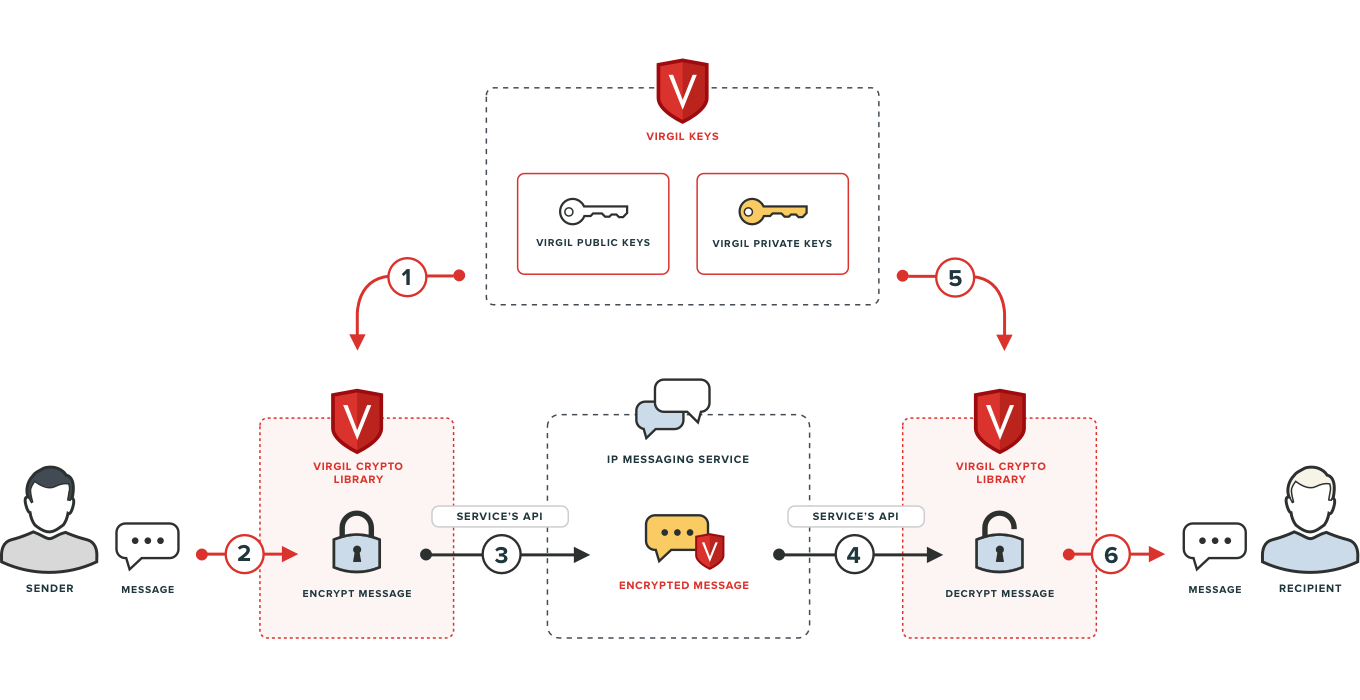 V
VIRGIL KEYS
VIRGIL PUBLIC KEYS
VIRGIL PRIVATE KEYS
1
5
V
VIRGIL CRYPTO
LIBRARY
IP MESSAGING SERVICE
V
VIRGIL CRYPTO
LIBRARY
SENDER
MESSAGE
2
ENCRYPT MESSAGE
SERVICE'S API
3
V
ENCRYPTED MESSAGE
SERVICE'S API
4
DECRYPT MESSAGE
6
MESSAGE
RECIPIENT